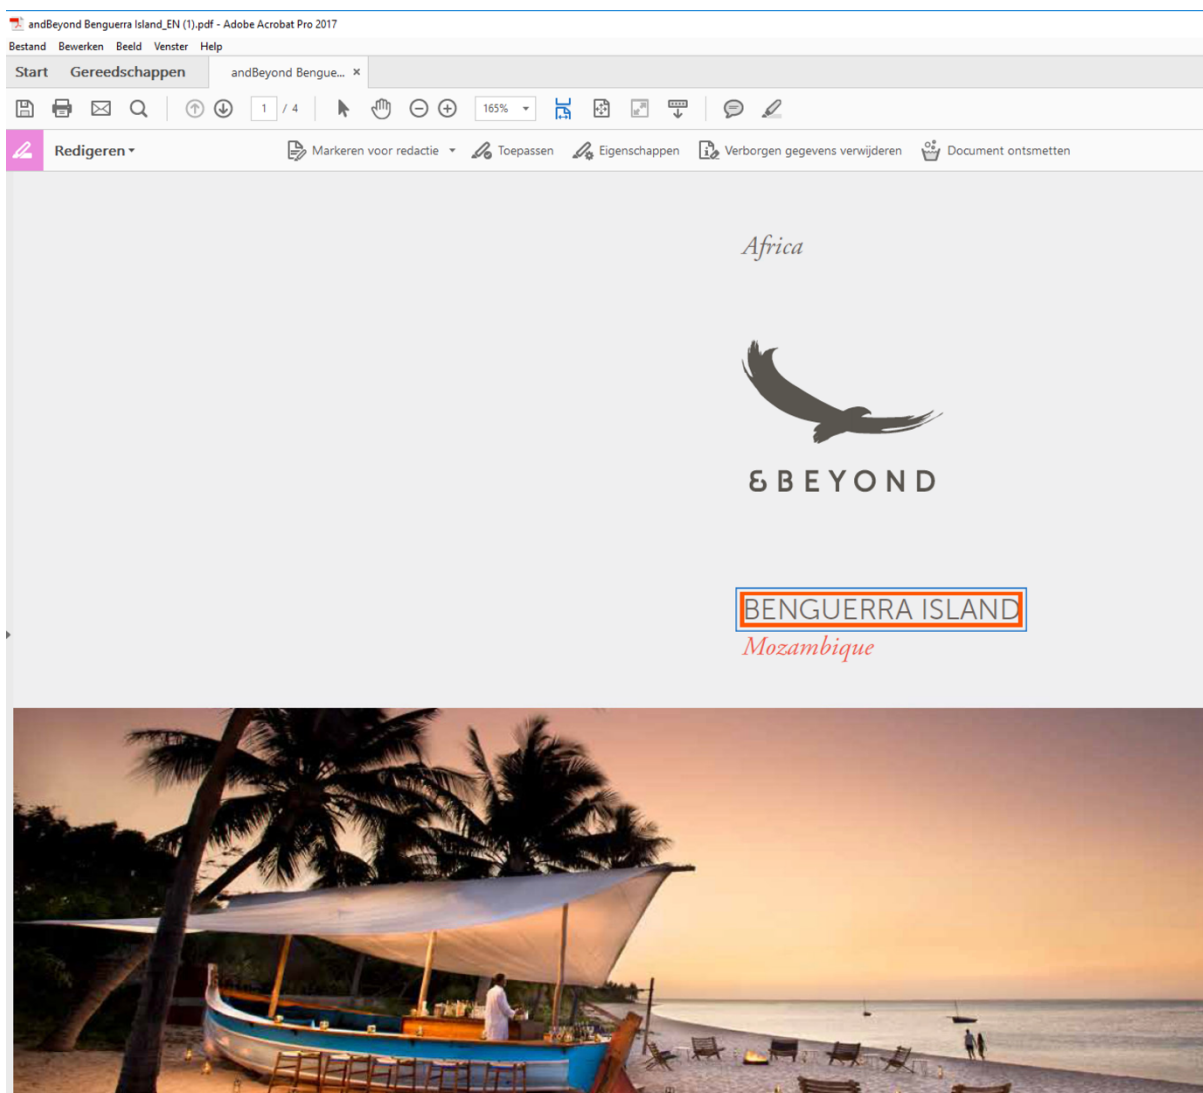 andBeyond Benguerra Island_EN (1).pdf - Adobe Acrobat Pro 2017
Bestand Bewerken Beeld Venster Help
Start Gereedschappen andBeyond Bengue... ×
1 / 4 165%
Redigeren Markeren voor redactie Toepassen Eigenschappen Verborgen gegevens verwijderen Document ontsmetten
Africa
&BEYOND
BENGUERRA ISLAND
Mozambique